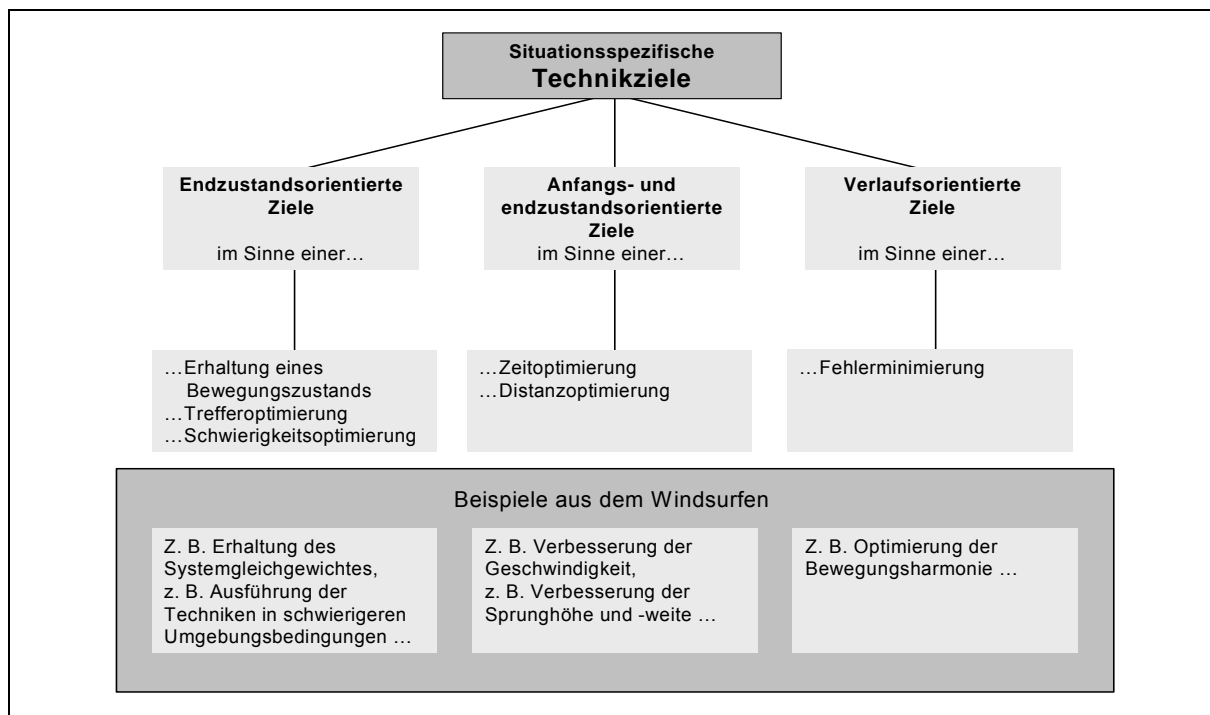 Situationsspezifische
Technikziele
Endzustandsorientierte
Ziele
im Sinne einer…
Anfangs- und
endzustandsorientierte
Ziele
im Sinne einer…
Verlaufsorientierte
Ziele
im Sinne einer…
…Erhaltung eines
Bewegungszustands
…Trefferoptimierung
…Schwierigkeitsoptimierung
…Zeitoptimierung
…Distanzoptimierung
…Fehlerminimierung
Beispiele aus dem Windsurfen
Z. B. Erhaltung des
Systemgleichgewichtes,
z. B. Ausführung der
Techniken in schwierigeren
Umgebungsbedingungen …
Z. B. Verbesserung der
Geschwindigkeit,
z. B. Verbesserung der
Sprunghöhe und -weite …
Z. B. Optimierung der
Bewegungsharmonie …